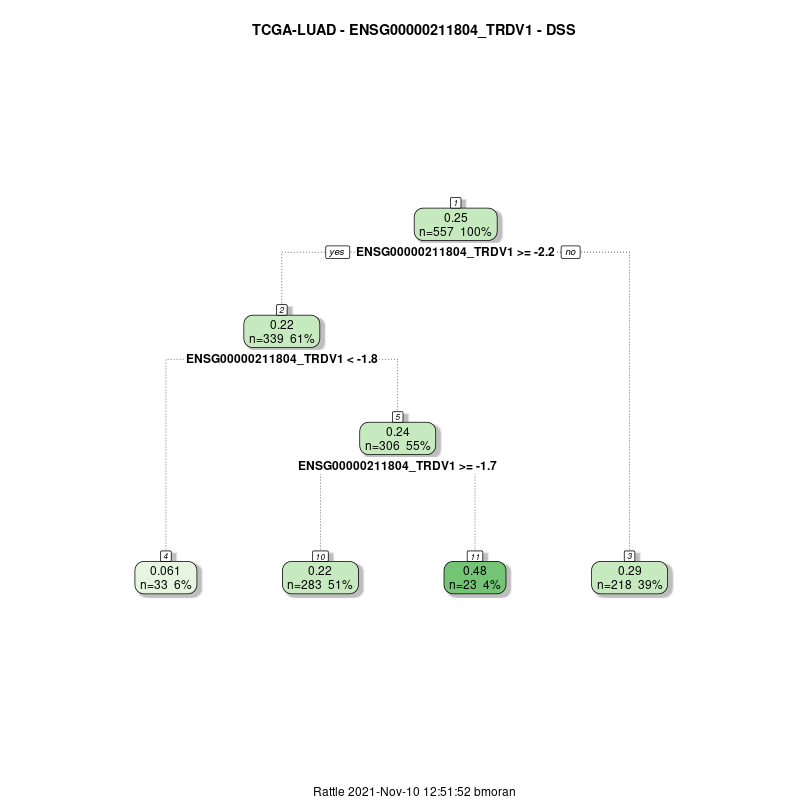 TCGA-LUAD - ENSG00000211804_TRDV1 - DSS
1
0.25
n=557 100%
yes ENSG00000211804_TRDV1 >= -2.2 no
2
0.22
n=339 61%
ENSG00000211804_TRDV1 < -1.8
5
0.24
n=306 55%
ENSG00000211804_TRDV1 >= -1.7
4
0.061
n=33 6%
10
0.22
n=283 51%
11
0.48
n=23 4%
3
0.29
n=218 39%
Rattle 2021-Nov-10 12:51:52 bmoran